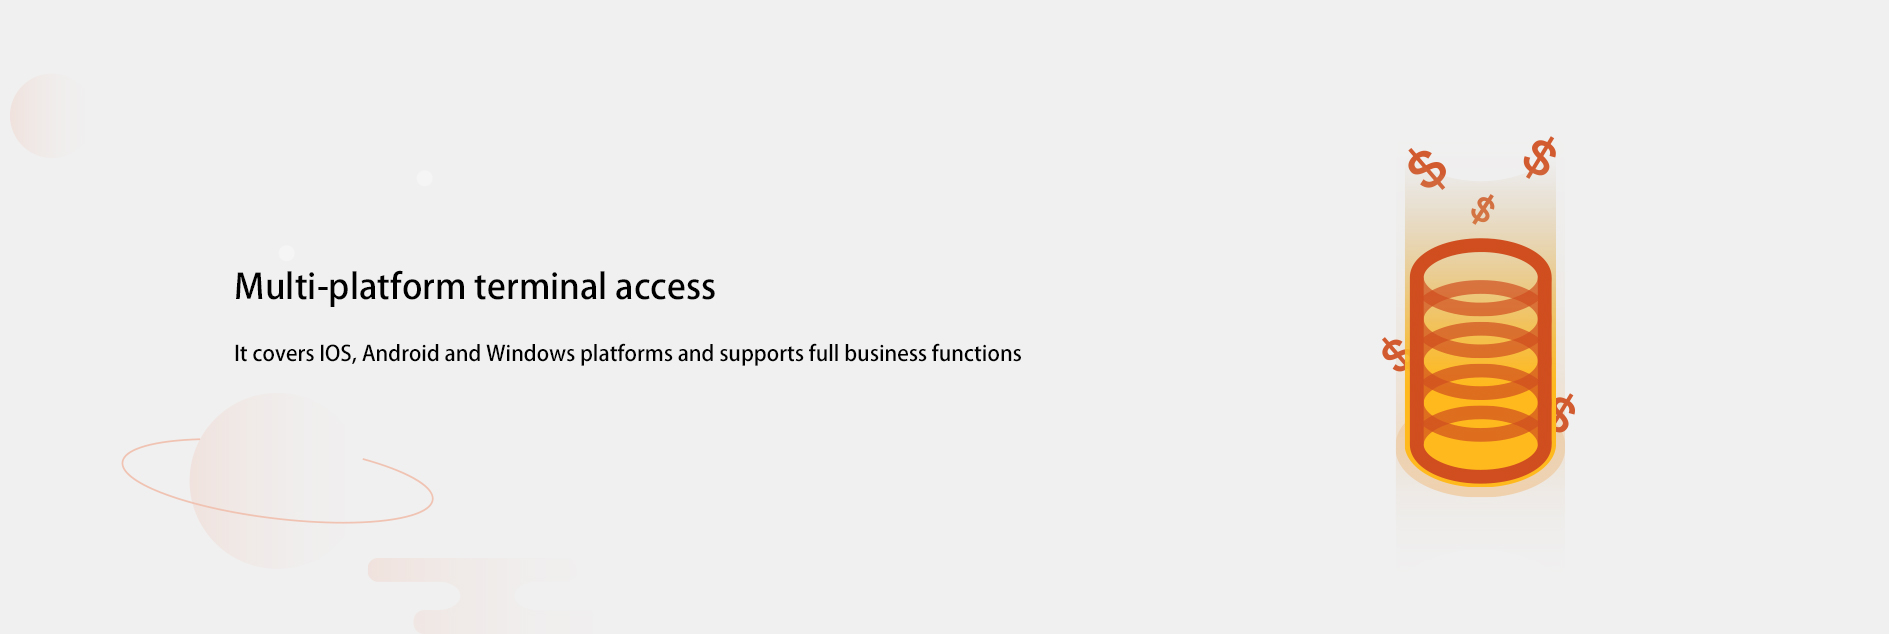 Multi-platform terminal access
It covers IOS, Android and Windows platforms and supports full business functions
$
$
$
$
$